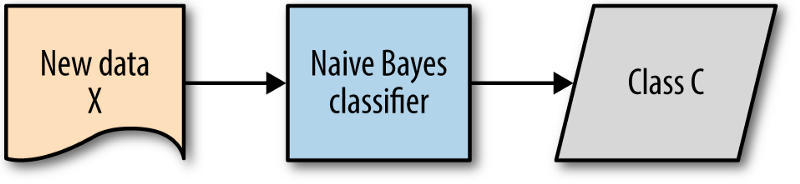 New data
X
Naive Bayes
classifier
Class C